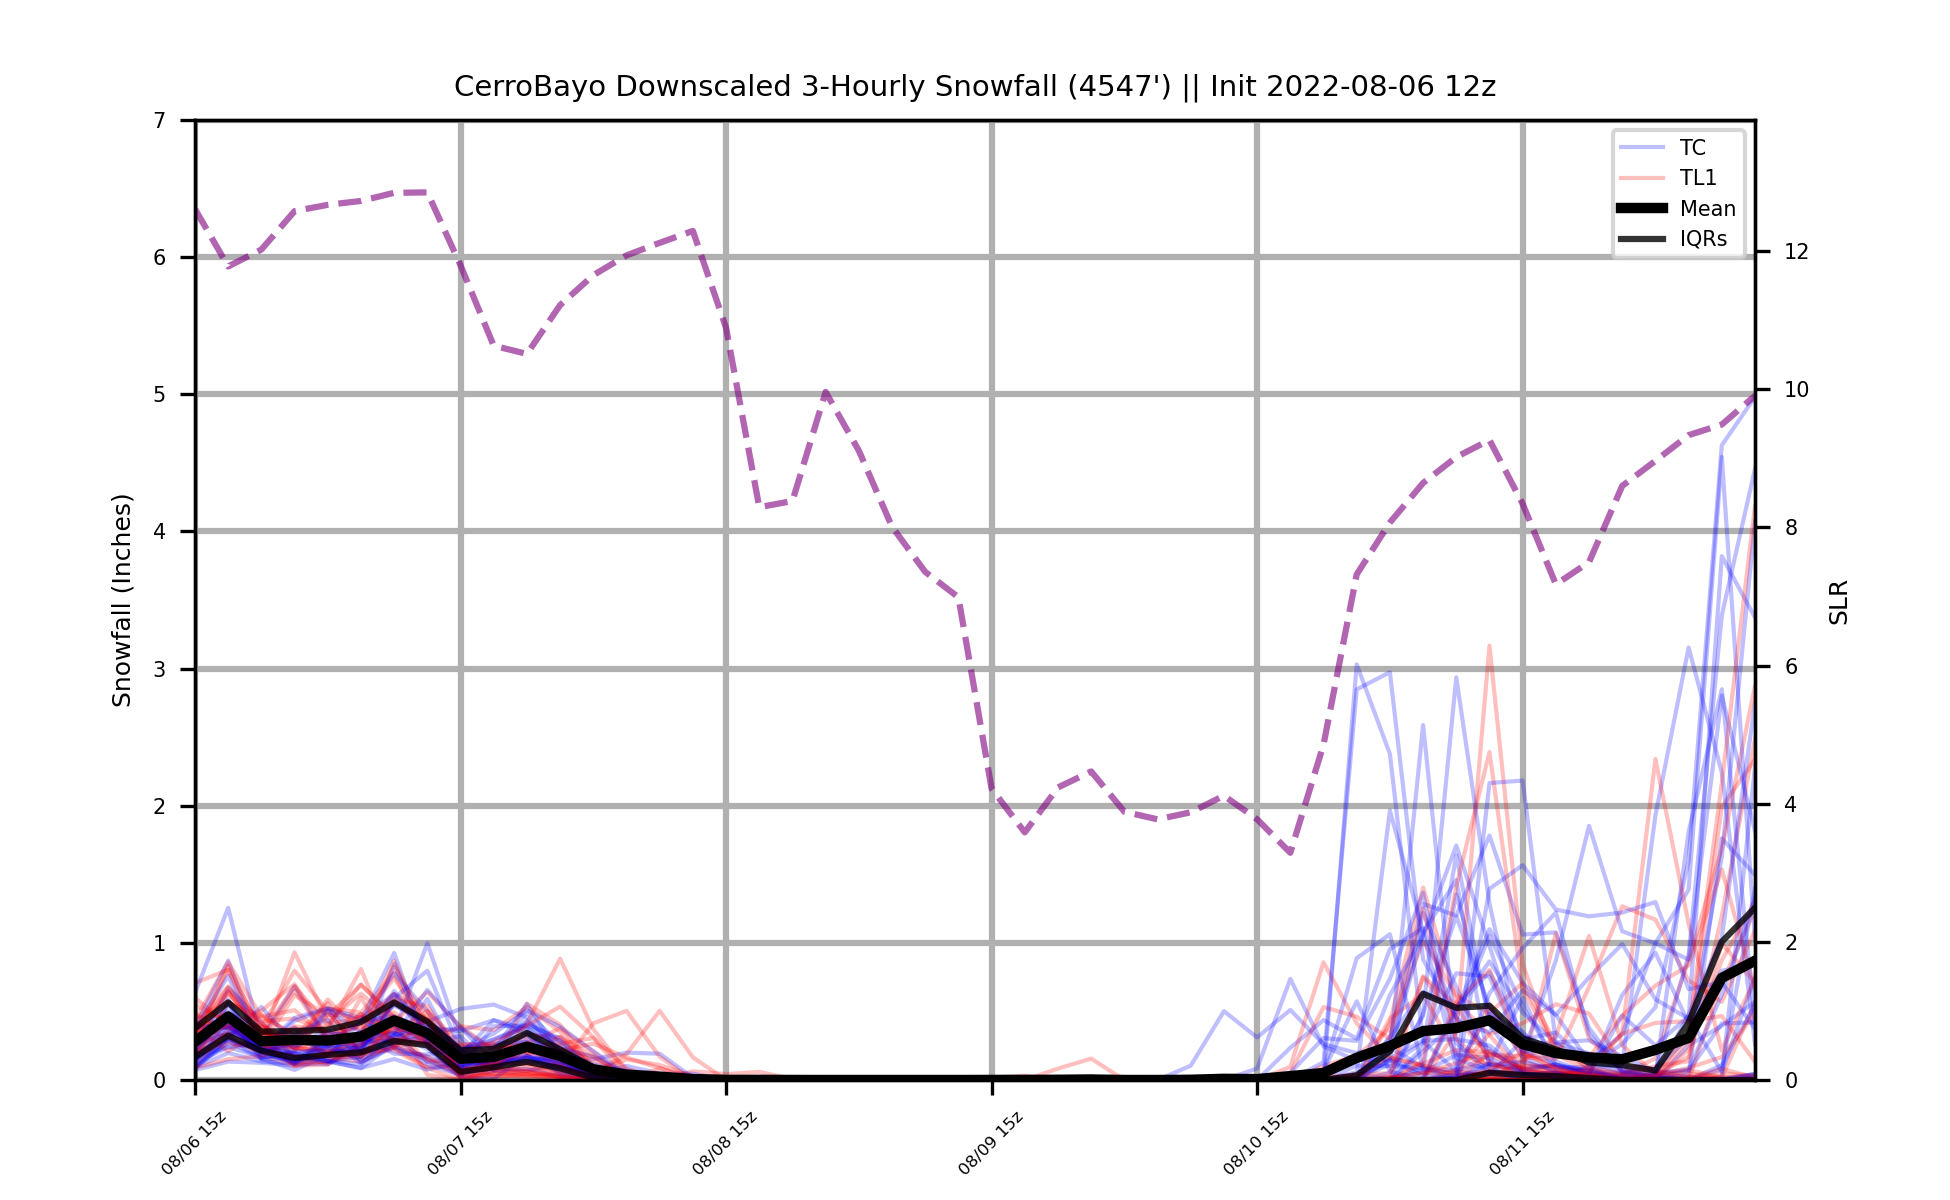 CerroBayo Downscaled 3-Hourly Snowfall (4547') || Init 2022-08-06 12z
TC
TL1
Mean
IQRs
Snowfall (Inches)
7
6
5
4
3
2
1
0
SLR
12
10
8
6
4
2
0
08/06 15z
08/07 15z
08/08 15z
08/09 15z
08/10 15z
08/11 15z